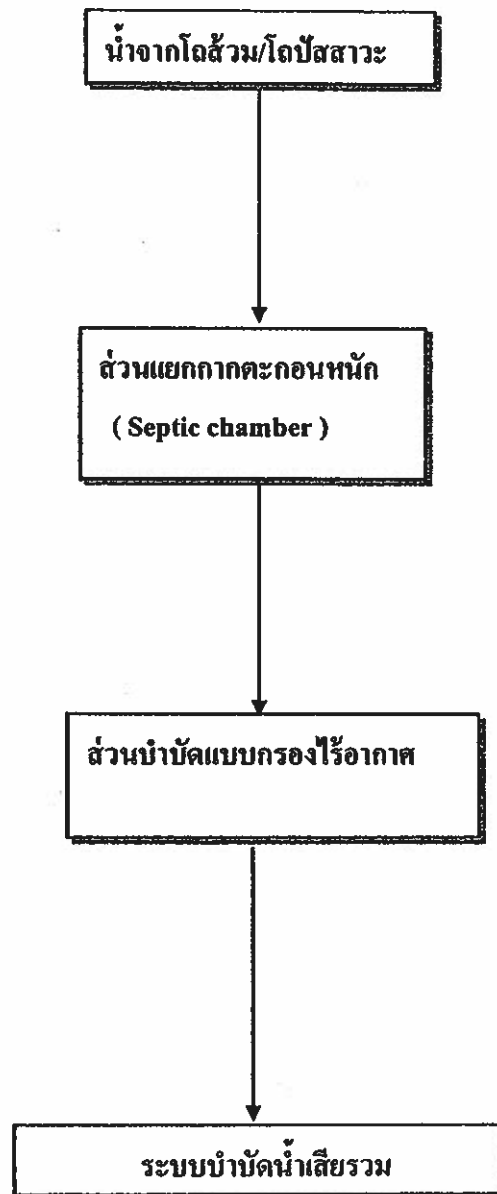 น้ำจากโถส้วม/โถปัสสาวะ
ส่วนแยกกากตะกอนหนัก
( Septic chamber )
ส่วนบำบัดแบบกรองไร้อากาศ
ระบบบำบัดน้ำเสียรวม